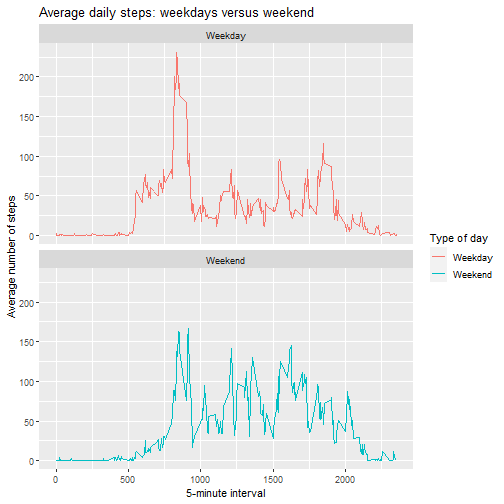 Average daily steps: weekdays versus weekend
Weekday
200
150
100
50
0
Weekend
200
150
100
50
0
0
500
1000
1500
2000
5-minute interval
Average number of steps
Type of day
Weekday
Weekend